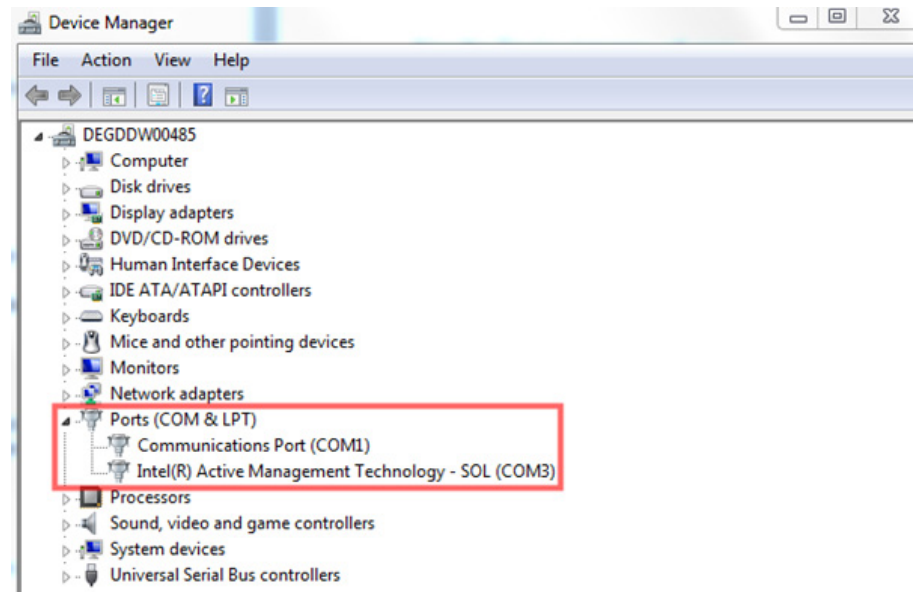 Device Manager
File Action View Help
DEGDDW00485
Computer
Disk drives
Display adapters
DVD/CD-ROM drives
Human Interface Devices
IDE ATA/ATAPI controllers
Keyboards
Mice and other pointing devices
Monitors
Network adapters
Ports (COM & LPT)
Communications Port (COM1)
Intel(R) Active Management Technology - SOL (COM3)
Processors
Sound, video and game controllers
System devices
Universal Serial Bus controllers